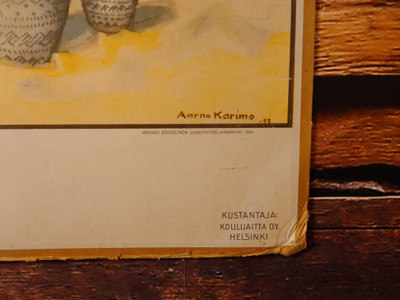 Aarno Karimo
-33
KUSTANTAJA:
KOULUAITTA OY.
HELSINKI